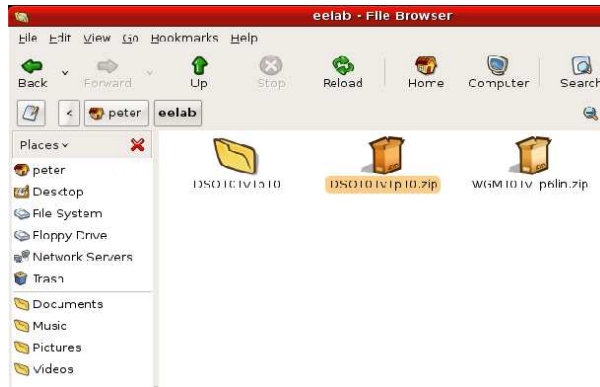 eelab - File Browser
File Edit View Go Bookmarks Help
Back Forward Up Stop Reload Home Computer Search
< peter eelab
Places
peter
Desktop
File System
Floppy Drive
Network Servers
Trash
Documents
Music
Pictures
Videos
DSO101v1p10 DSO101v1p10.zip